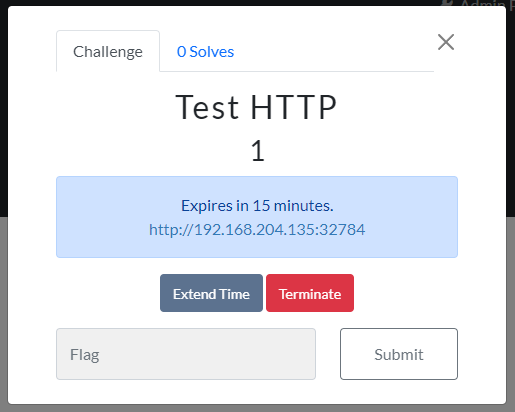 Admin P
Challenge
0 Solves
Test HTTP
1
Expires in 15 minutes.
http://192.168.204.135:32784
Extend Time
Terminate
Flag
Submit